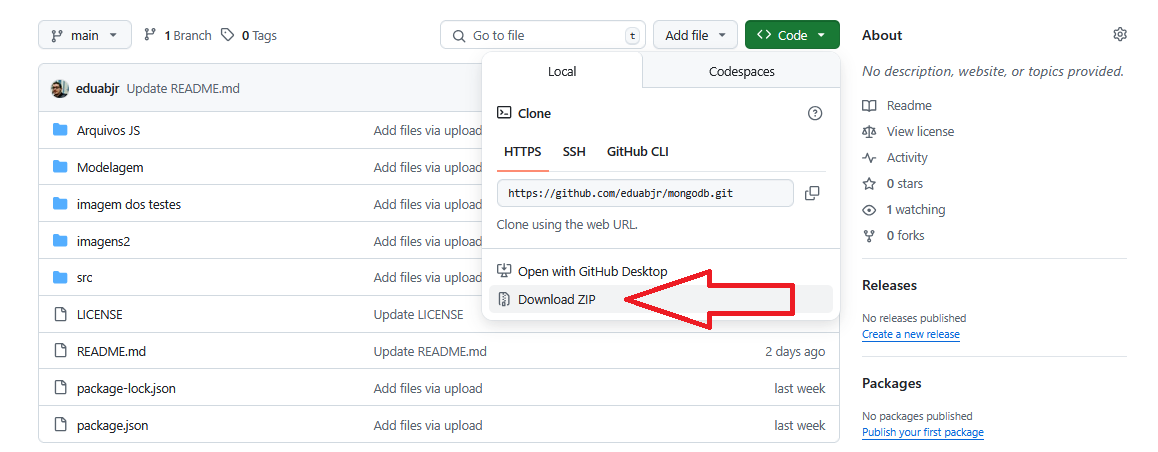 main
1 Branch
0 Tags
Go to file
t
Add file
Code
About
No description, website, or topics provided.
Readme
View license
Activity
0 stars
1 watching
0 forks
Releases
No releases published
Create a new release
Packages
No packages published
Publish your first package
eduabjr Update README.md
Arquivos JS Add files via upload
Modelagem Add files via upload
imagem dos testes Add files via upload
imagens2 Add files via upload
src Add files via upload
LICENSE Update LICENSE
README.md Update README.md 2 days ago
package-lock.json Add files via upload last week
package.json Add files via upload last week
Local
Codespaces
Clone
HTTPS SSH GitHub CLI
https://github.com/eduabjr/mongodb.git
Clone using the web URL.
Open with GitHub Desktop
Download ZIP